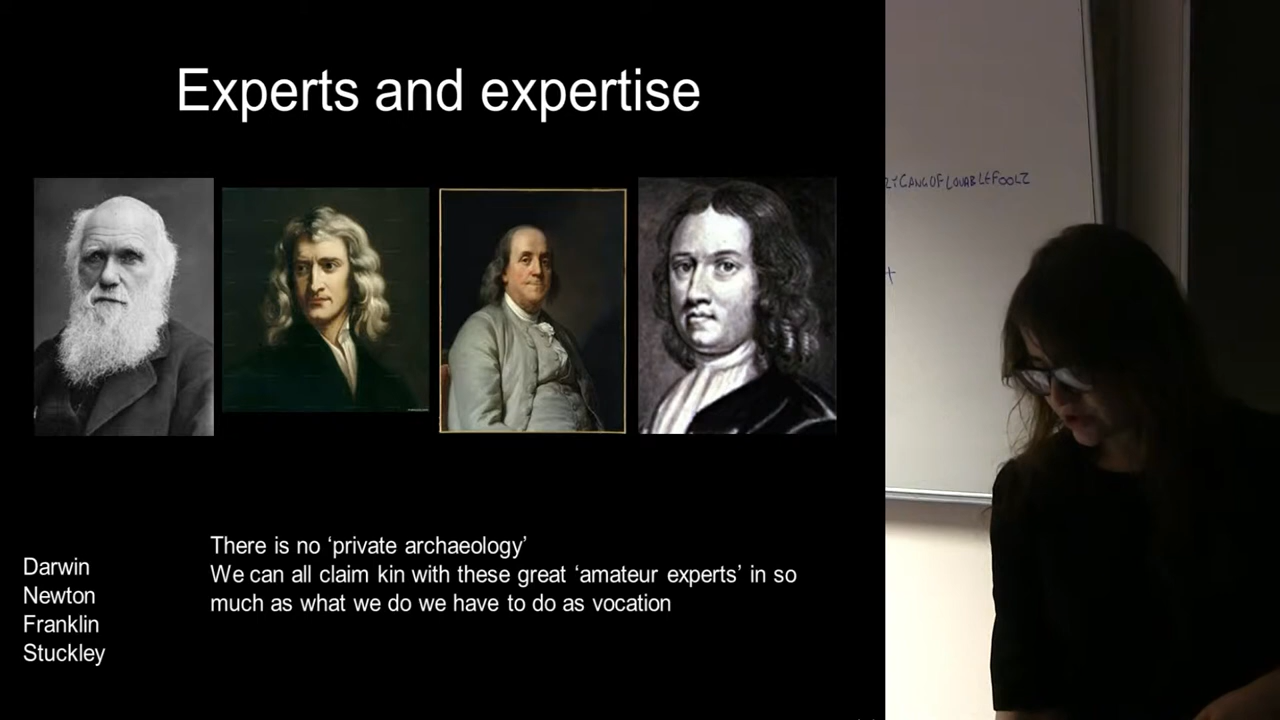 Experts and expertise
There is no ‘private archaeology’
We can all claim kin with these great ‘amateur experts’ in so
much as what we do we have to do as vocation
Darwin
Newton
Franklin
Stuckley